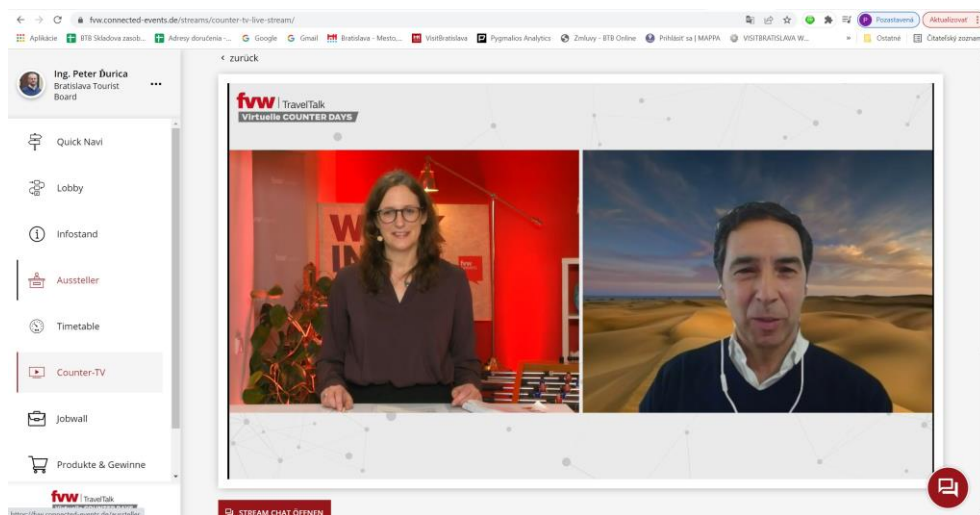 fvw.connected-events.de/streams/counter-tv-live-stream/
Pozastavená
Aktualizovať
Aplikácie
BTB Skladova zasob...
Adresy doručenia -...
Google
Gmail
Bratislava - Mesto,...
VisitBratislava
Pygmalios Analytics
Zmluvy - BTB Online
Prihlásiť sa | MAPPA
VISITBRATISLAVA W...
»
Ostatné
Čitateľský zoznam
Ing. Peter Ďurica
Bratislava Tourist
Board
Quick Navi
Lobby
Infostand
Aussteller
Timetable
Counter-TV
Jobwall
Produkte & Gewinne
fvw | TravelTalk
‹ zurück
fvw | TravelTalk
Virtuelle COUNTER DAYS
fvw
STREAM CHAT ÖFFNEN